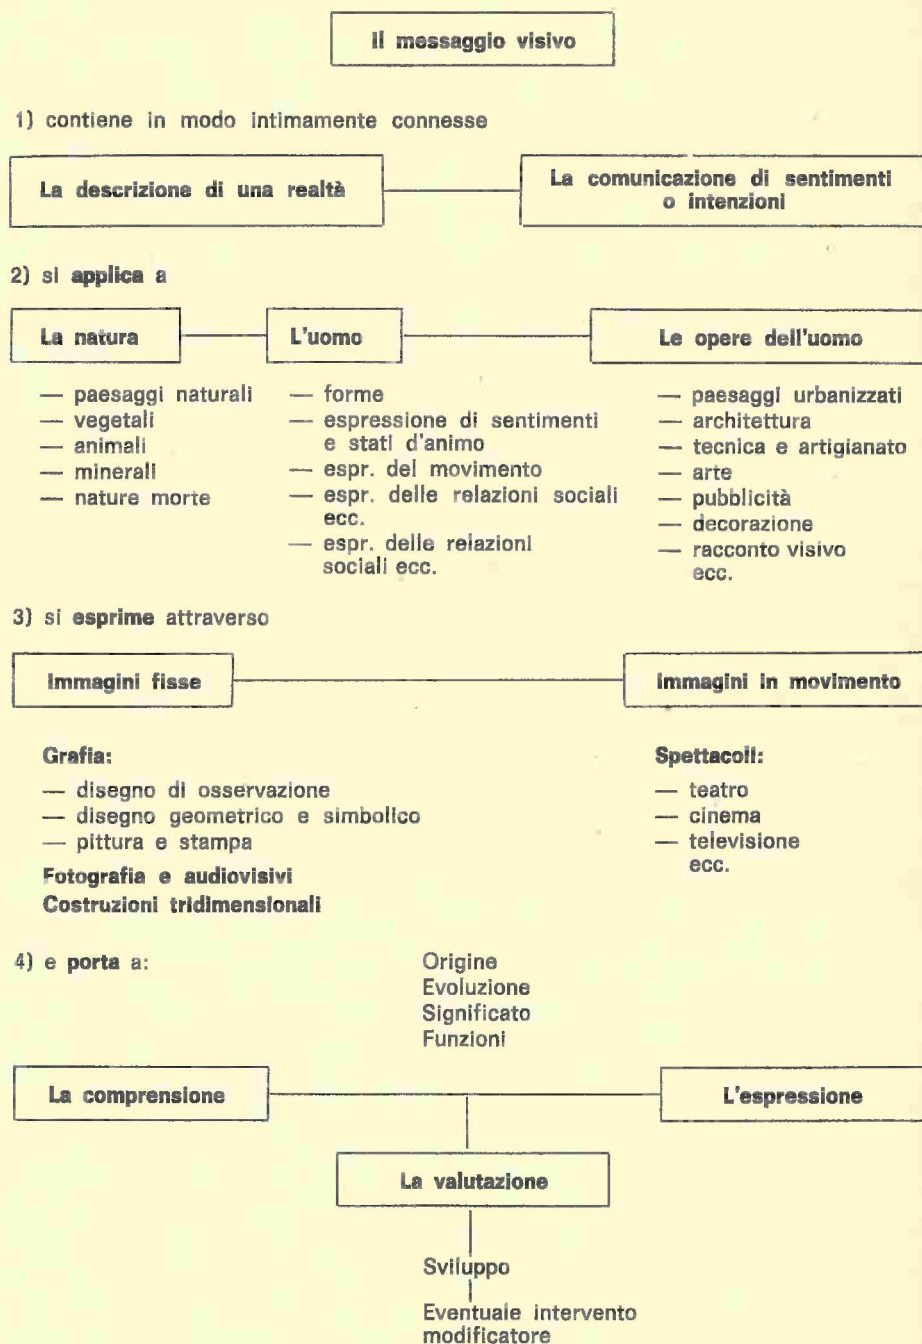 Il messaggio visivo
1) contiene in modo intimamente connesse
La descrizione di una realtà
La comunicazione di sentimenti
o intenzioni
2) si applica a
La natura
— paesaggi naturali
— vegetali
— animali
— minerali
— nature morte
L'uomo
— forme
— espressione di sentimenti
e stati d'animo
— espr. del movimento
— espr. delle relazioni sociali
ecc.
— espr. delle relazioni
sociali ecc.
Le opere dell'uomo
— paesaggi urbanizzati
— architettura
— tecnica e artigianato
— arte
— pubblicità
— decorazione
— racconto visivo
ecc.
3) si esprime attraverso
Immagini fisse
Grafia:
— disegno di osservazione
— disegno geometrico e simbolico
— pittura e stampa
Fotografia e audiovisivi
Costruzioni tridimensionali
Immagini in movimento
Spettacoli:
— teatro
— cinema
— televisione
ecc.
4) e porta a:
Origine
Evoluzione
Significato
Funzioni
La comprensione
L'espressione
La valutazione
Sviluppo
Eventuale intervento
modificatore